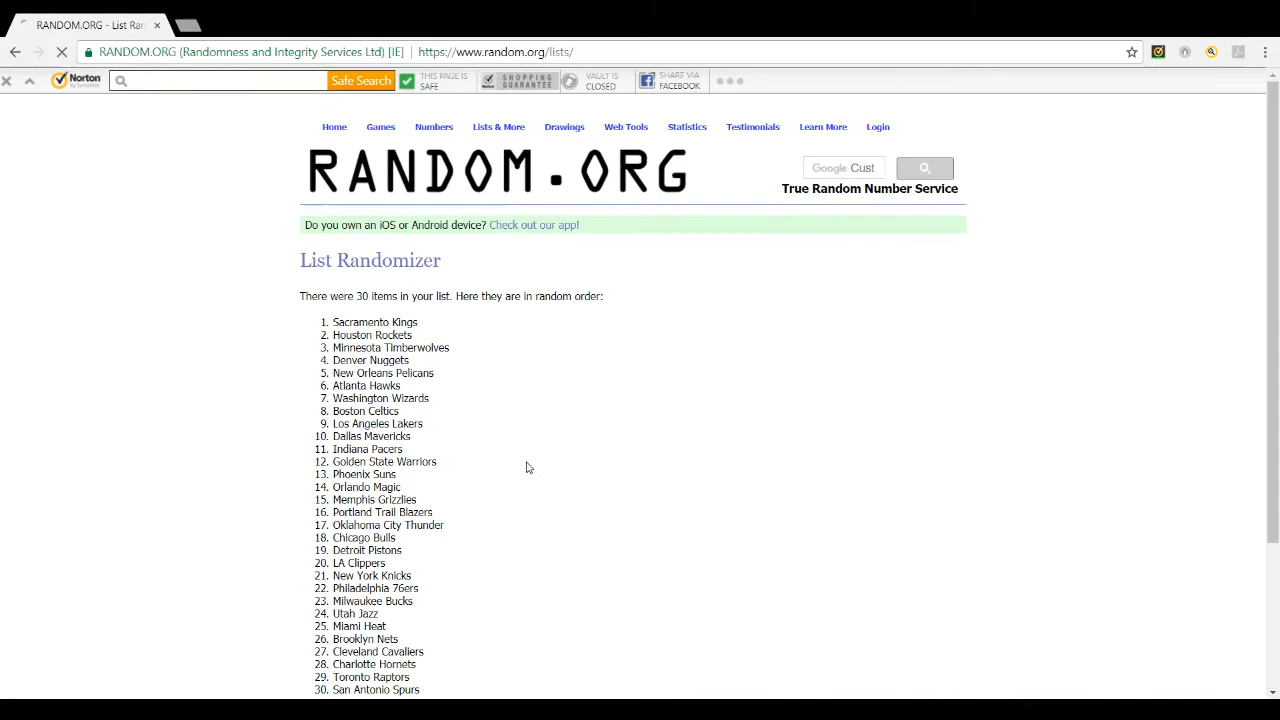 RANDOM.ORG - List Ran
RANDOM.ORG (Randomness and Integrity Services Ltd) [IE] https://www.random.org/lists/
Norton by Symantec Safe Search THIS PAGE IS SAFE SHOPPING GUARANTEE VAULT IS CLOSED SHARE VIA FACEBOOK
Home Games Numbers Lists & More Drawings Web Tools Statistics Testimonials Learn More Login
RANDOM.ORG
Google Cust
True Random Number Service
Do you own an iOS or Android device? Check out our app!
List Randomizer
There were 30 items in your list. Here they are in random order:
1. Sacramento Kings
2. Houston Rockets
3. Minnesota Timberwolves
4. Denver Nuggets
5. New Orleans Pelicans
6. Atlanta Hawks
7. Washington Wizards
8. Boston Celtics
9. Los Angeles Lakers
10. Dallas Mavericks
11. Indiana Pacers
12. Golden State Warriors
13. Phoenix Suns
14. Orlando Magic
15. Memphis Grizzlies
16. Portland Trail Blazers
17. Oklahoma City Thunder
18. Chicago Bulls
19. Detroit Pistons
20. LA Clippers
21. New York Knicks
22. Philadelphia 76ers
23. Milwaukee Bucks
24. Utah Jazz
25. Miami Heat
26. Brooklyn Nets
27. Cleveland Cavaliers
28. Charlotte Hornets
29. Toronto Raptors
30. San Antonio Spurs